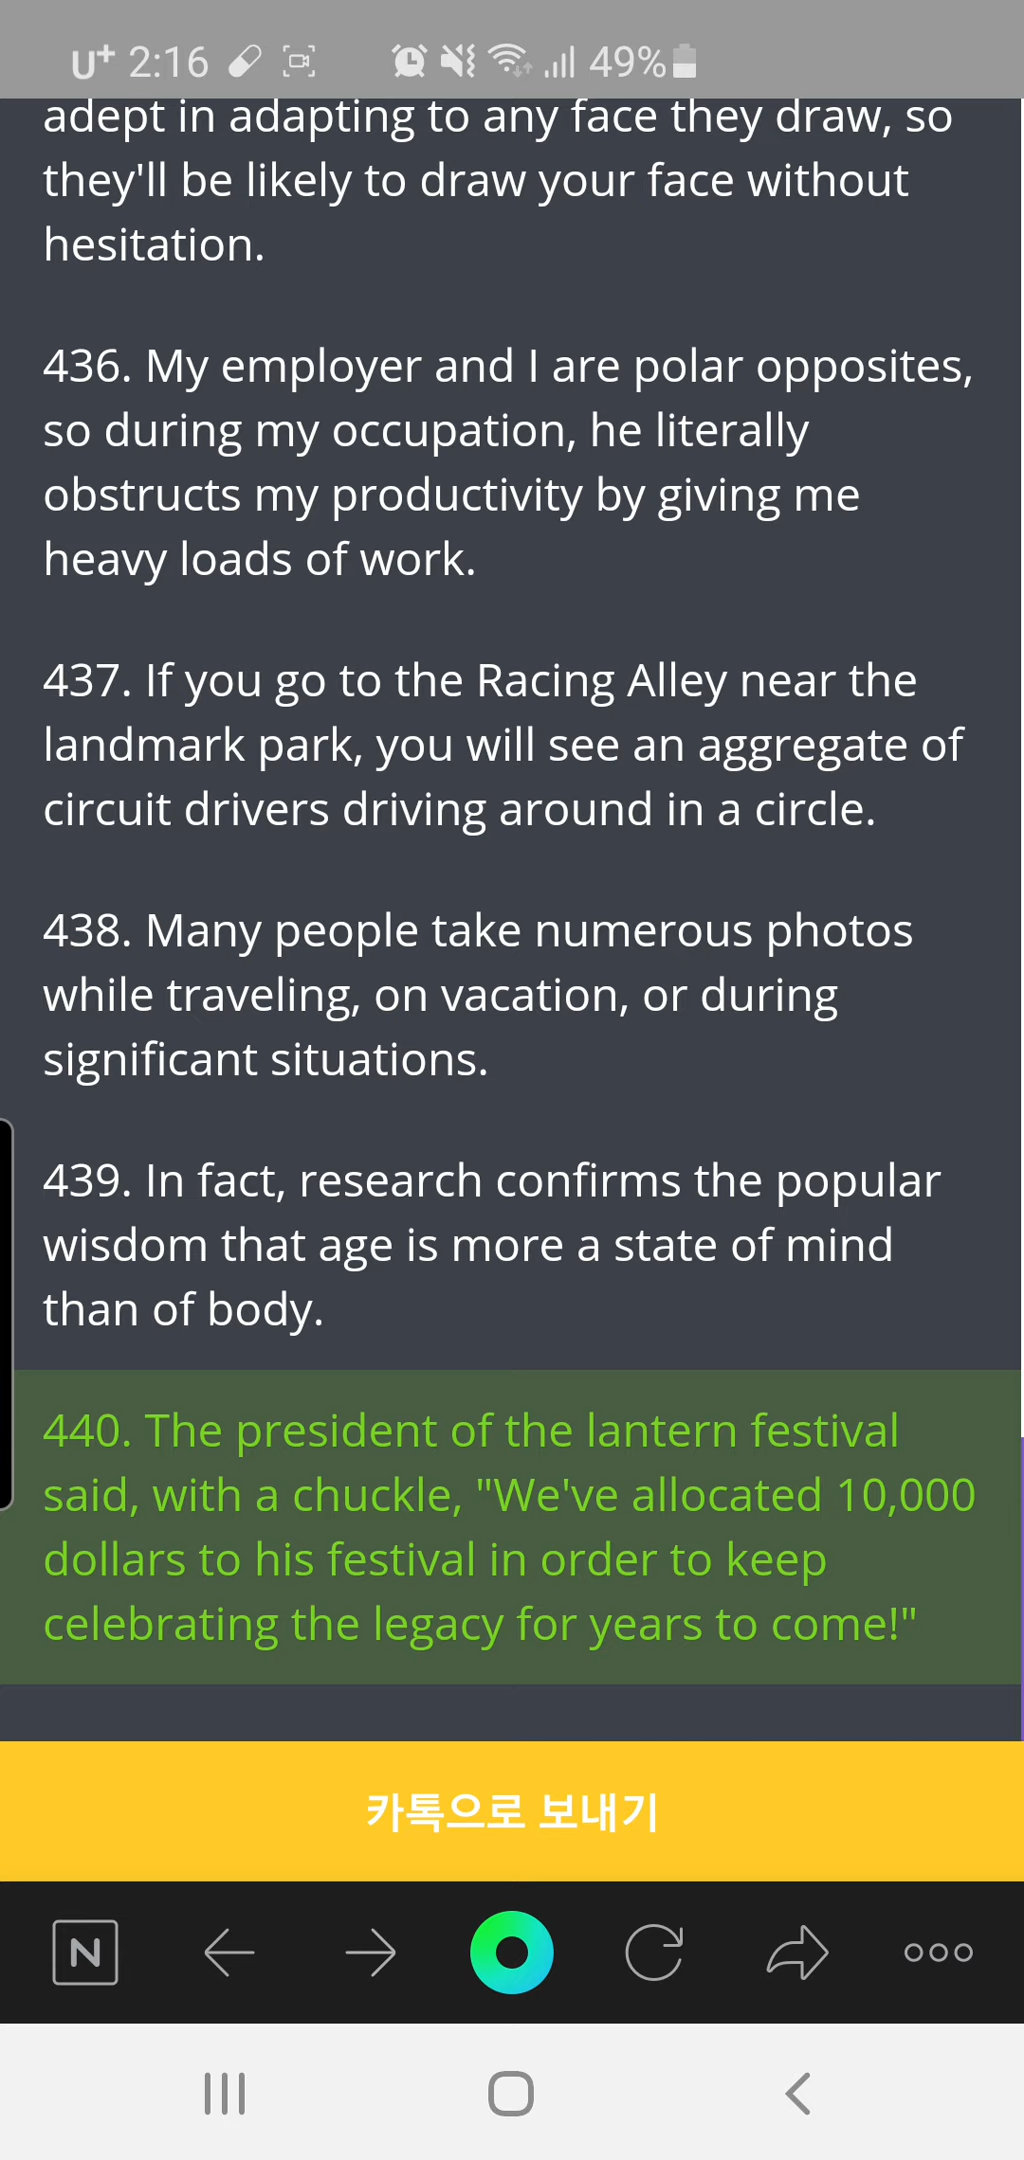 U+ 2:16 49%
adept in adapting to any face they draw, so
they'll be likely to draw your face without
hesitation.
436. My employer and I are polar opposites,
so during my occupation, he literally
obstructs my productivity by giving me
heavy loads of work.
437. If you go to the Racing Alley near the
landmark park, you will see an aggregate of
circuit drivers driving around in a circle.
438. Many people take numerous photos
while traveling, on vacation, or during
significant situations.
439. In fact, research confirms the popular
wisdom that age is more a state of mind
than of body.
440. The president of the lantern festival
said, with a chuckle, "We've allocated 10,000
dollars to his festival in order to keep
celebrating the legacy for years to come!"
카톡으로 보내기
N